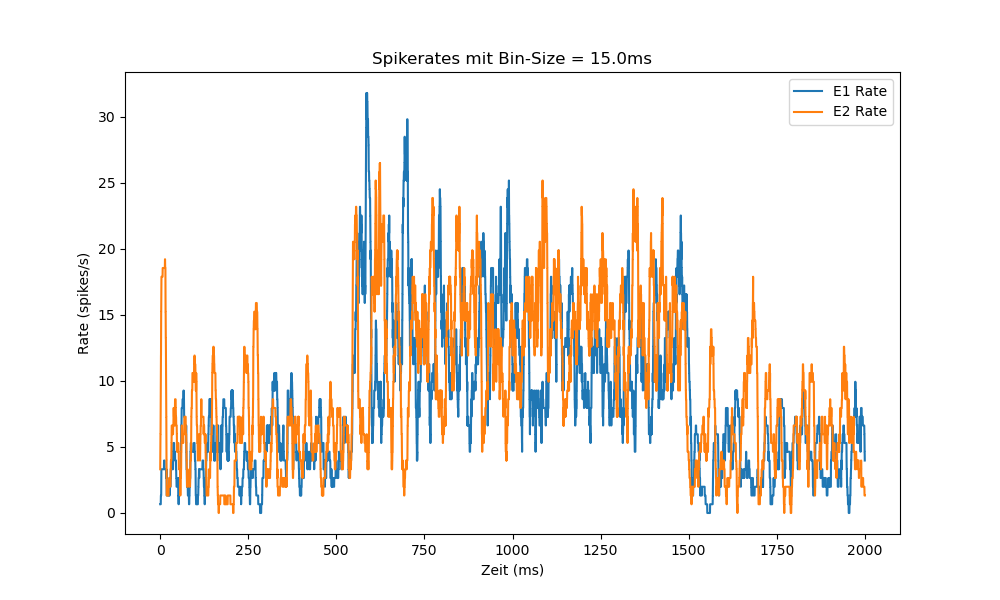 Spikerates mit Bin-Size = 15.0ms
E1 Rate
E2 Rate
30
25
20
15
10
5
0
Rate (spikes/s)
0 250 500 750 1000 1250 1500 1750 2000
Zeit (ms)